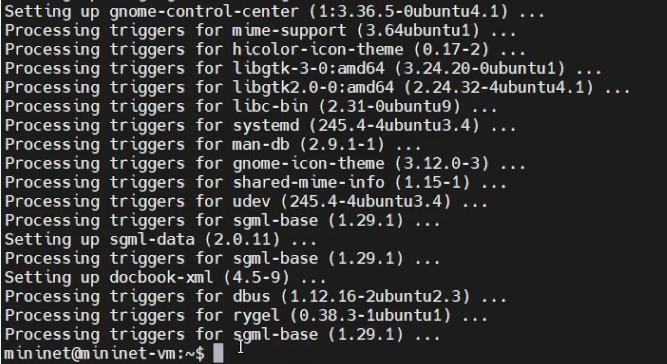 Setting up gnome-control-center (1:3.36.5-0ubuntu4.1) ...
Processing triggers for mime-support (3.64ubuntu1) ...
Processing triggers for hicolor-icon-theme (0.17-2) ...
Processing triggers for libgtk-3-0:amd64 (3.24.20-0ubuntu1) ...
Processing triggers for libgtk2.0-0:amd64 (2.24.32-4ubuntu4.1) ...
Processing triggers for libc-bin (2.31-0ubuntu9) ...
Processing triggers for systemd (245.4-4ubuntu3.4) ...
Processing triggers for man-db (2.9.1-1) ...
Processing triggers for gnome-icon-theme (3.12.0-3) ...
Processing triggers for shared-mime-info (1.15-1) ...
Processing triggers for udev (245.4-4ubuntu3.4) ...
Processing triggers for sgml-base (1.29.1) ...
Setting up sgml-data (2.0.11) ...
Processing triggers for sgml-base (1.29.1) ...
Setting up docbook-xml (4.5-9) ...
Processing triggers for dbus (1.12.16-2ubuntu2.3) ...
Processing triggers for rygel (0.38.3-1ubuntu1) ...
Processing triggers for sgml-base (1.29.1) ...
mininet@mininet-vm:~$